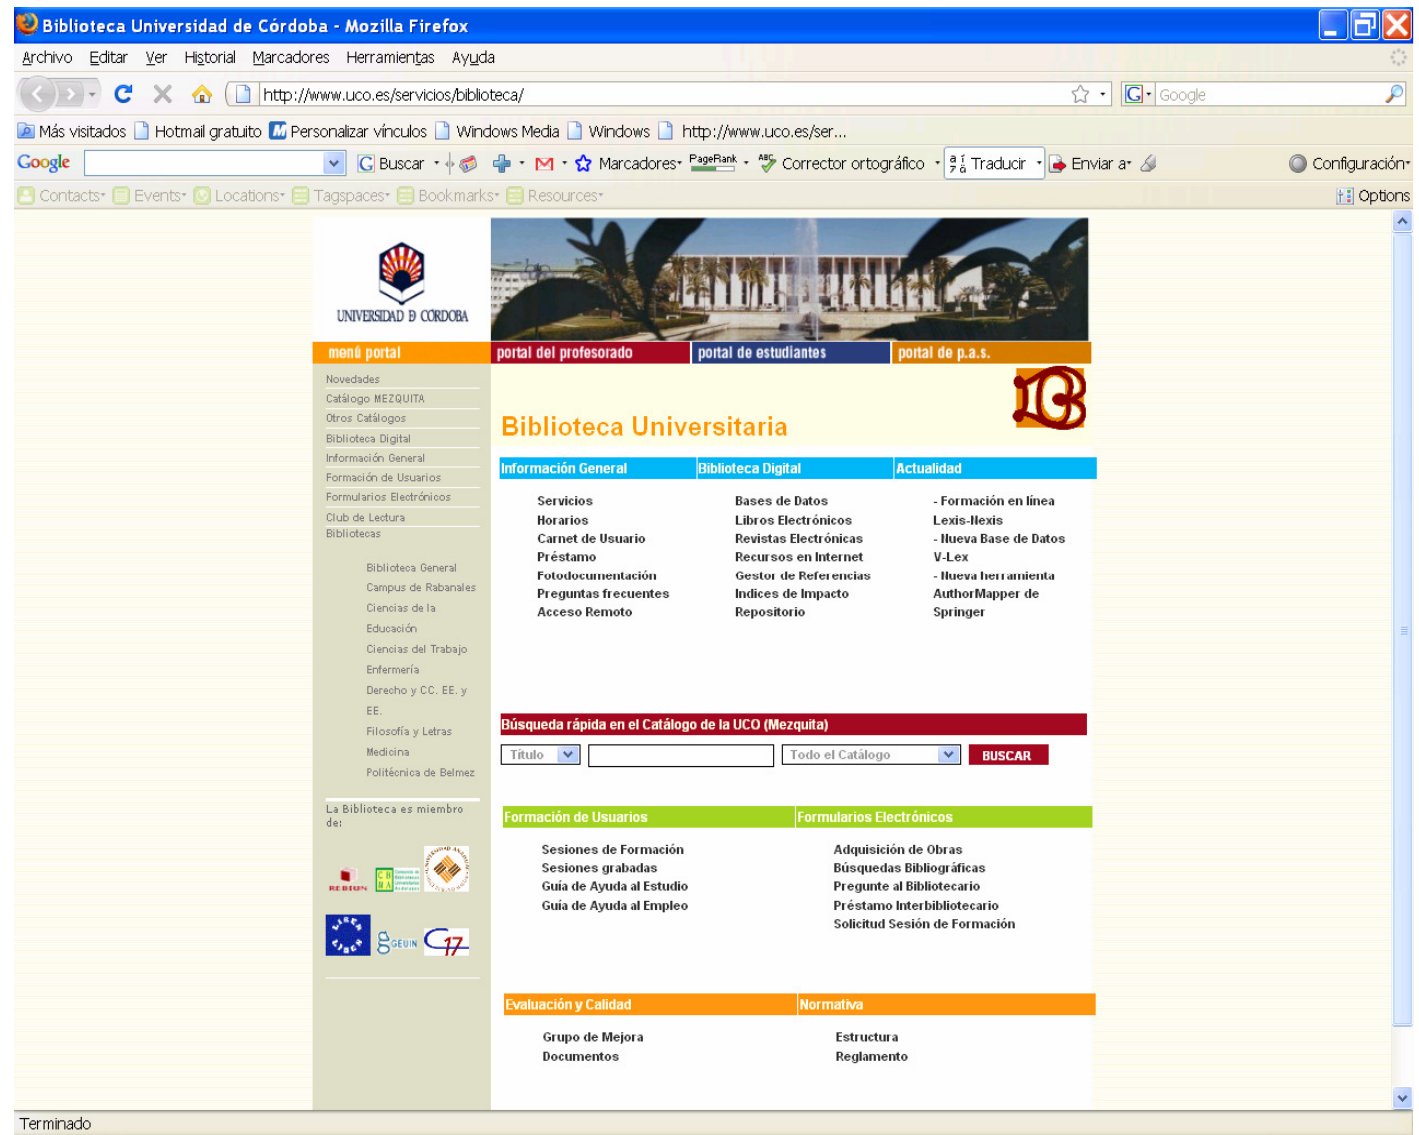 Biblioteca Universidad de Córdoba - Mozilla Firefox
Archivo Editar Ver Historial Marcadores Herramientas Ayuda
http://www.uco.es/servicios/biblioteca/
G Google
Más visitados Hotmail gratuito Personalizar vínculos Windows Media Windows http://www.uco.es/ser...
Google G Buscar Marcadores PageRank ABC Corrector ortográfico Traducir Enviar a Configuración
Contacts Events Locations Tagspaces Bookmarks Resources Options
UNIVERSIDAD D CORDOBA
menú portal portal del profesorado portal de estudiantes portal de p.a.s.
Novedades
Catálogo MEZQUITA
Otros Catálogos
Biblioteca Digital
Información General
Formación de Usuarios
Formularios Electrónicos
Club de Lectura
Bibliotecas
Biblioteca General
Campus de Rabanales
Ciencias de la
Educación
Ciencias del Trabajo
Enfermería
Derecho y CC. EE. y
EE.
Filosofía y Letras
Medicina
Politécnica de Belmez
La Biblioteca es miembro
de:
REBIUN
CB
UA
LIBER
GEUIN
G17
Biblioteca Universitaria
Información General Biblioteca Digital Actualidad
Servicios
Horarios
Carnet de Usuario
Préstamo
Fotodocumentación
Preguntas frecuentes
Acceso Remoto
Bases de Datos
Libros Electrónicos
Revistas Electrónicas
Recursos en Internet
Gestor de Referencias
Indices de Impacto
Repositorio
- Formación en línea
Lexis-Nexis
- Nueva Base de Datos
V-Lex
- Nueva herramienta
AuthorMapper de
Springer
Búsqueda rápida en el Catálogo de la UCO (Mezquita)
Título Todo el Catálogo BUSCAR
Formación de Usuarios Formularios Electrónicos
Sesiones de Formación
Sesiones grabadas
Guía de Ayuda al Estudio
Guía de Ayuda al Empleo
Adquisición de Obras
Búsquedas Bibliográficas
Pregunte al Bibliotecario
Préstamo Interbibliotecario
Solicitud Sesión de Formación
Evaluación y Calidad Normativa
Grupo de Mejora
Documentos
Estructura
Reglamento
Terminado